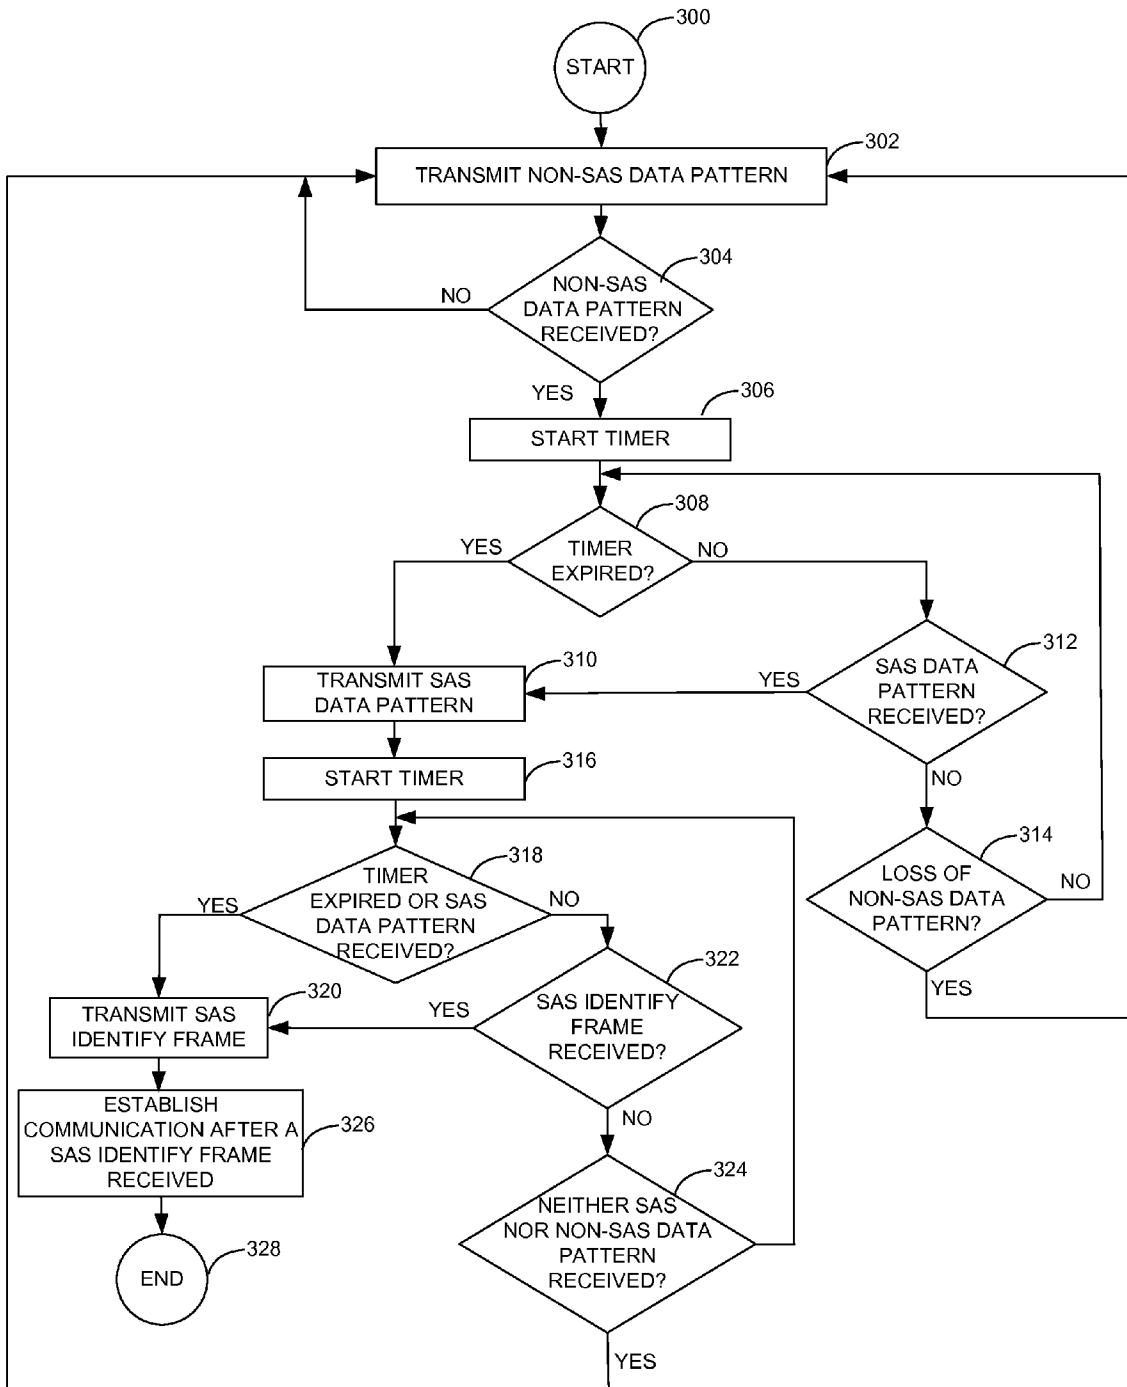 300
START
302
TRANSMIT NON-SAS DATA PATTERN
304
NON-SAS
DATA PATTERN
RECEIVED?
NO
YES
306
START TIMER
308
TIMER
EXPIRED?
YES
NO
310
TRANSMIT SAS
DATA PATTERN
312
SAS DATA
PATTERN
RECEIVED?
YES
NO
316
START TIMER
314
LOSS OF
NON-SAS DATA
PATTERN?
NO
YES
318
TIMER
EXPIRED OR SAS
DATA PATTERN
RECEIVED?
YES
NO
320
TRANSMIT SAS
IDENTIFY FRAME
322
SAS IDENTIFY
FRAME
RECEIVED?
YES
NO
ESTABLISH
COMMUNICATION AFTER A
SAS IDENTIFY FRAME
RECEIVED
326
324
NEITHER SAS
NOR NON-SAS DATA
PATTERN
RECEIVED?
YES
328
END